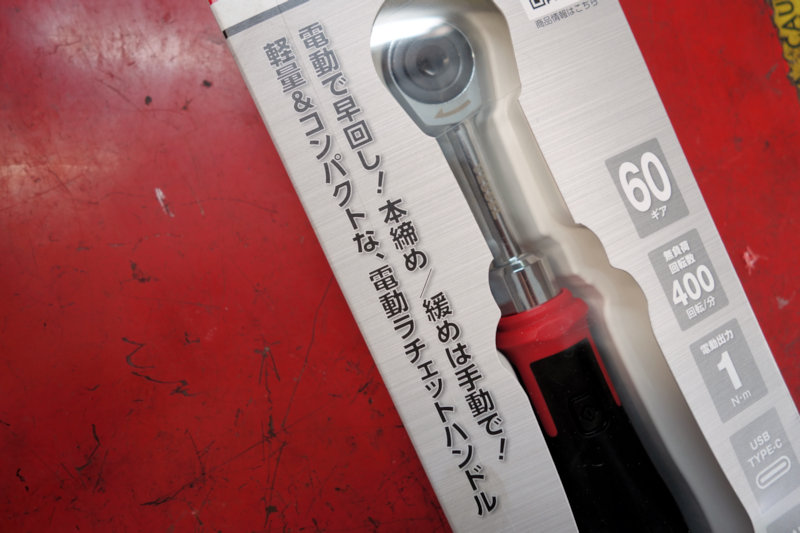 商品情報はこちら
電動で早回し！本締め／緩めは手動で！
軽量&コンパクトな、電動ラチェットハンドル
60
ギア
無負荷
回転数
400
回転/分
電動出力
1
N·m
USB
TYPE-C
CAU